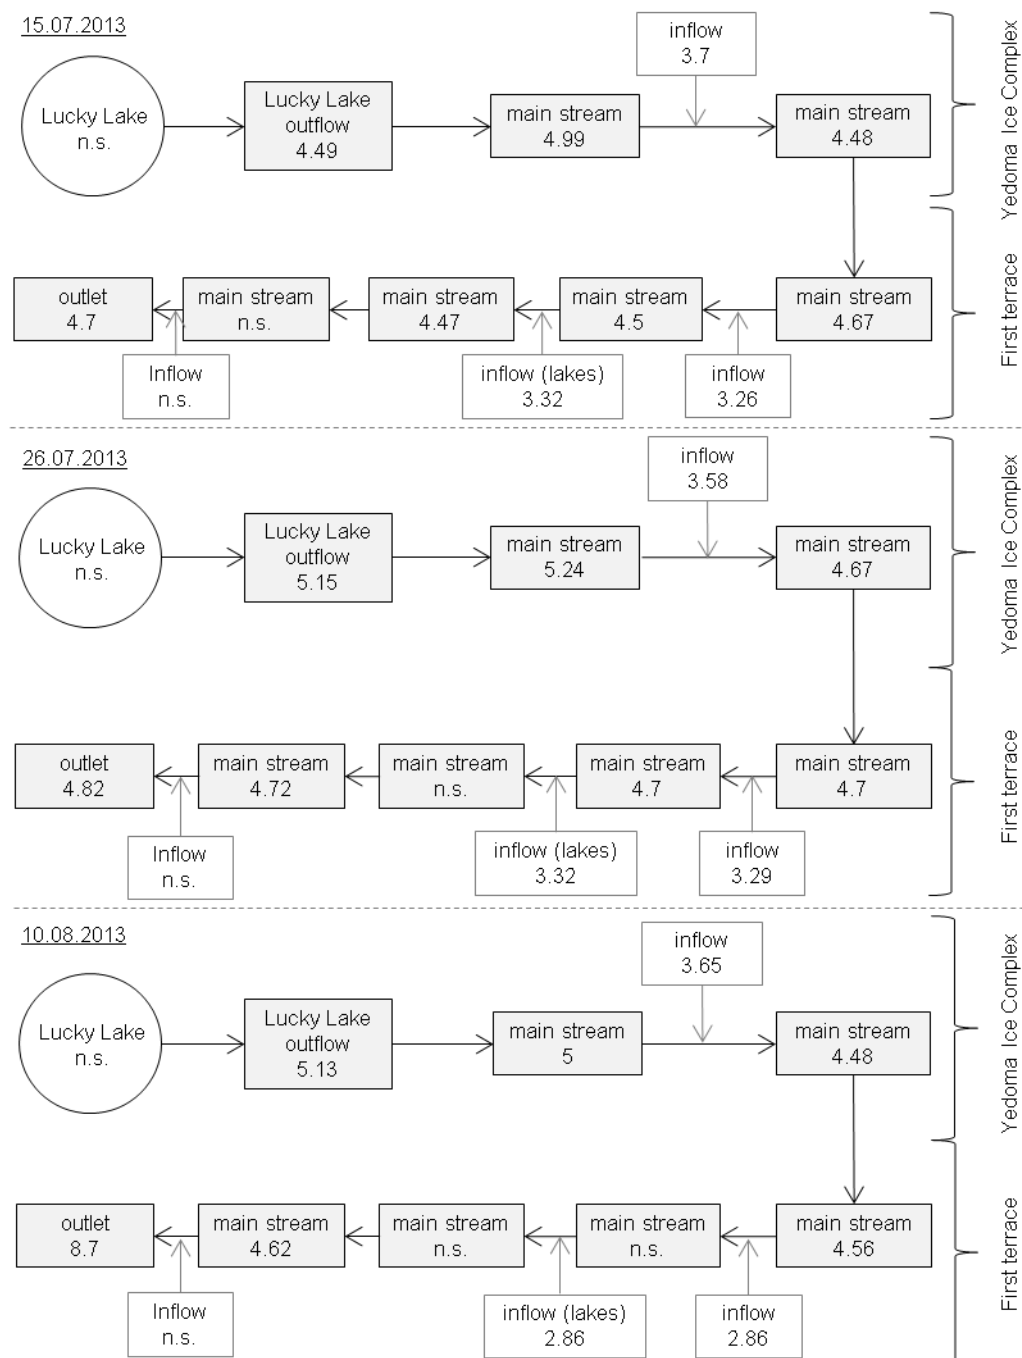 15.07.2013
inflow
3.7
Lucky Lake
n.s.
Lucky Lake
outflow
4.49
main stream
4.99
main stream
4.48
Yedoma Ice Complex
outlet
4.7
main stream
n.s.
main stream
4.47
main stream
4.5
main stream
4.67
Inflow
n.s.
inflow (lakes)
3.32
inflow
3.26
First terrace
26.07.2013
inflow
3.58
Lucky Lake
n.s.
Lucky Lake
outflow
5.15
main stream
5.24
main stream
4.67
Yedoma Ice Complex
outlet
4.82
main stream
4.72
main stream
n.s.
main stream
4.7
main stream
4.7
Inflow
n.s.
inflow (lakes)
3.32
inflow
3.29
First terrace
10.08.2013
inflow
3.65
Lucky Lake
n.s.
Lucky Lake
outflow
5.13
main stream
5
main stream
4.48
Yedoma Ice Complex
outlet
8.7
main stream
4.62
main stream
n.s.
main stream
n.s.
main stream
4.56
Inflow
n.s.
inflow (lakes)
2.86
inflow
2.86
First terrace